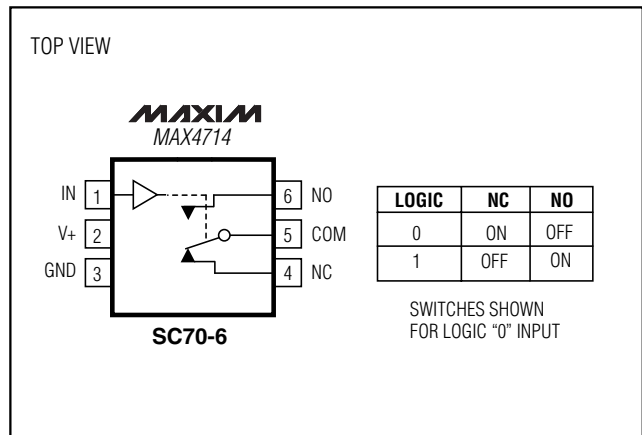 TOP VIEW
MAXIM
MAX4714
IN 1
V+ 2
GND 3
6 NO
5 COM
4 NC
SC70-6
LOGIC NC NO
0 ON OFF
1 OFF ON
SWITCHES SHOWN
FOR LOGIC "0" INPUT